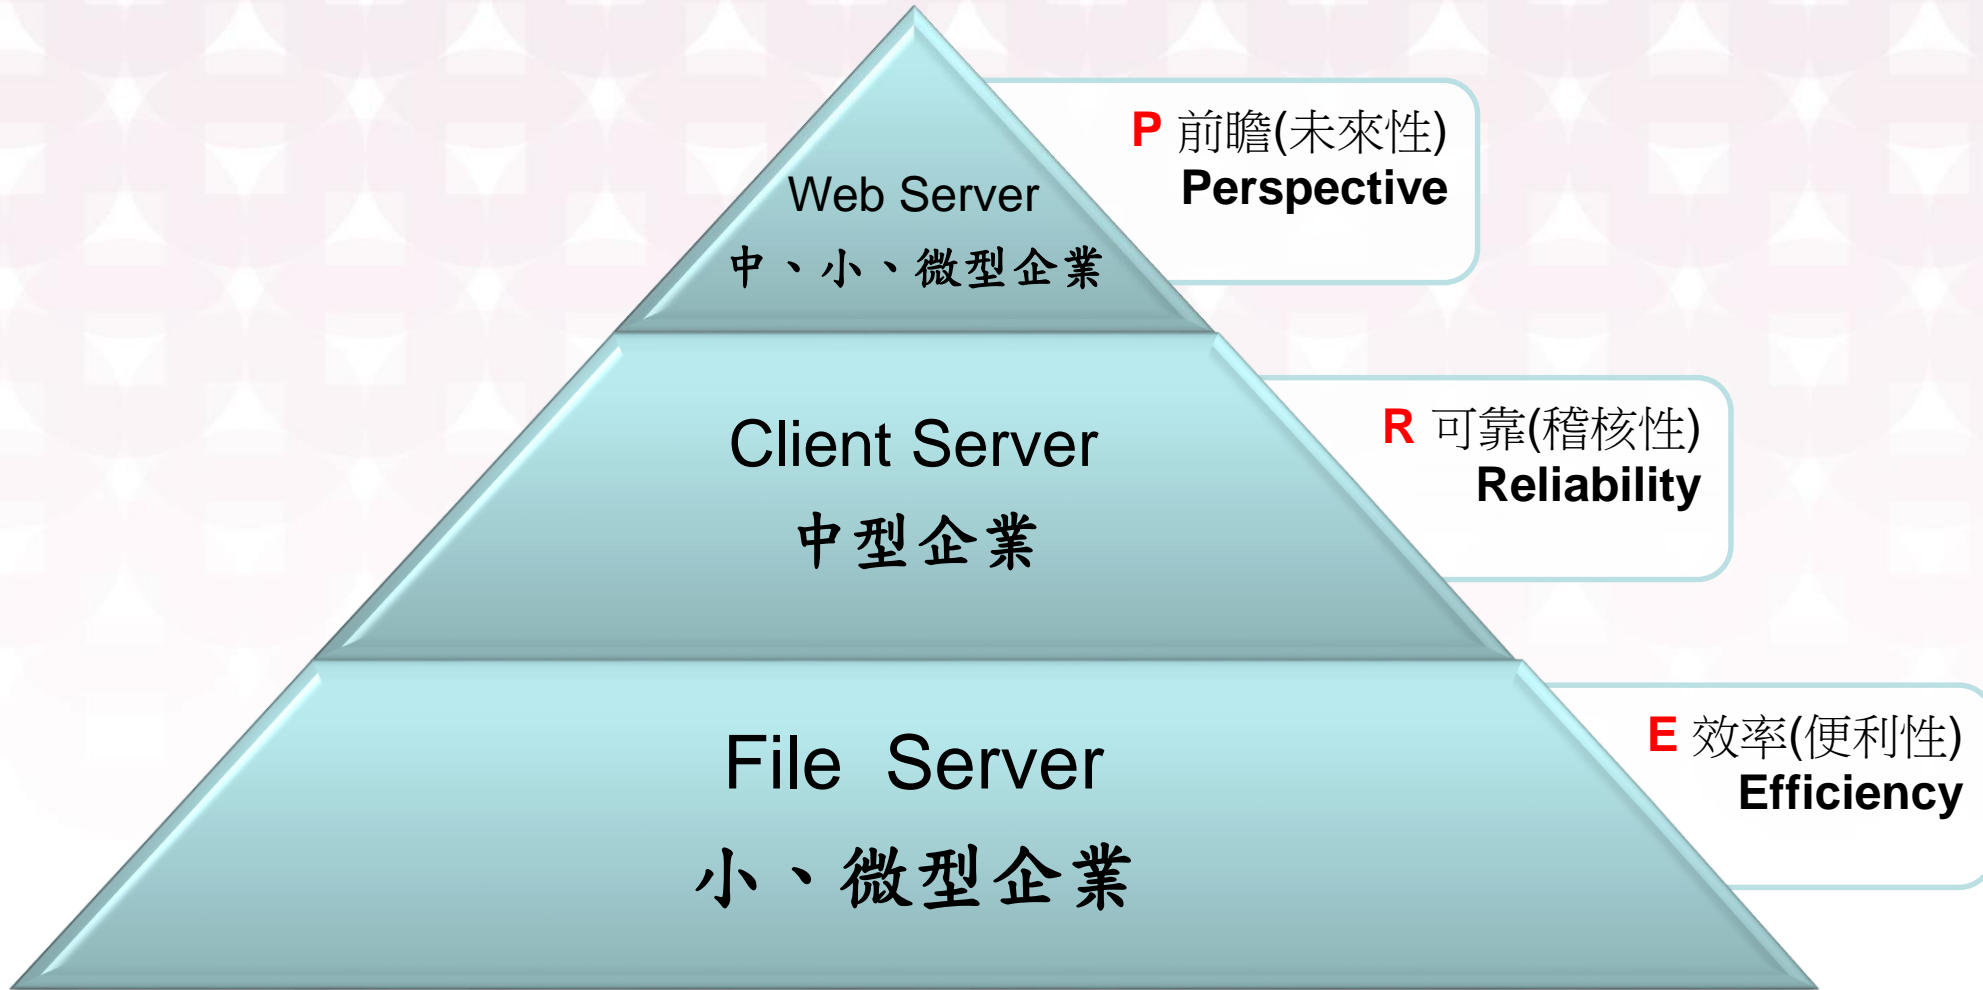 P 前瞻(未來性)
Perspective
Web Server
中、小、微型企業
R 可靠(稽核性)
Reliability
Client Server
中型企業
E 效率(便利性)
Efficiency
File  Server
小、微型企業